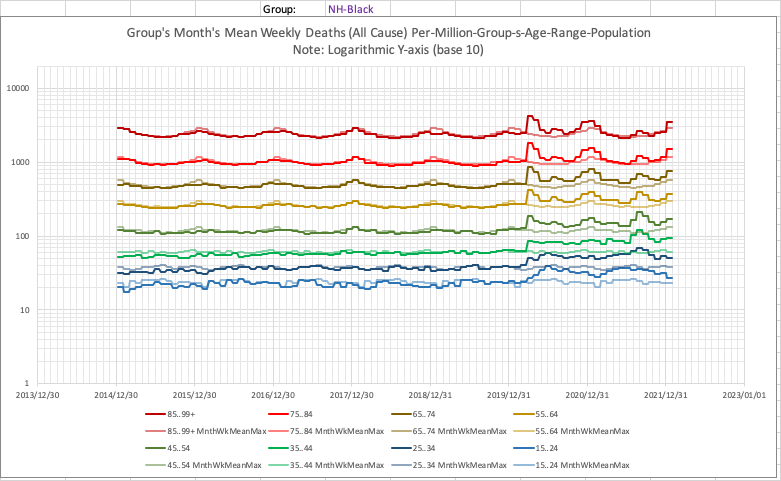 Group: NH-Black
Group's Month's Mean Weekly Deaths (All Cause) Per-Million-Group-s-Age-Range-Population
Note: Logarithmic Y-axis (base 10)
10000
1000
100
10
1
2013/12/30 2014/12/30 2015/12/30 2016/12/30 2017/12/30 2018/12/31 2019/12/31 2020/12/31 2021/12/31 2023/01/01
85..99+ 75..84 65..74 55..64
85..99+ MnthWkMeanMax 75..84 MnthWkMeanMax 65..74 MnthWkMeanMax 55..64 MnthWkMeanMax
45..54 35..44 25..34 15..24
45..54 MnthWkMeanMax 35..44 MnthWkMeanMax 25..34 MnthWkMeanMax 15..24 MnthWkMeanMax